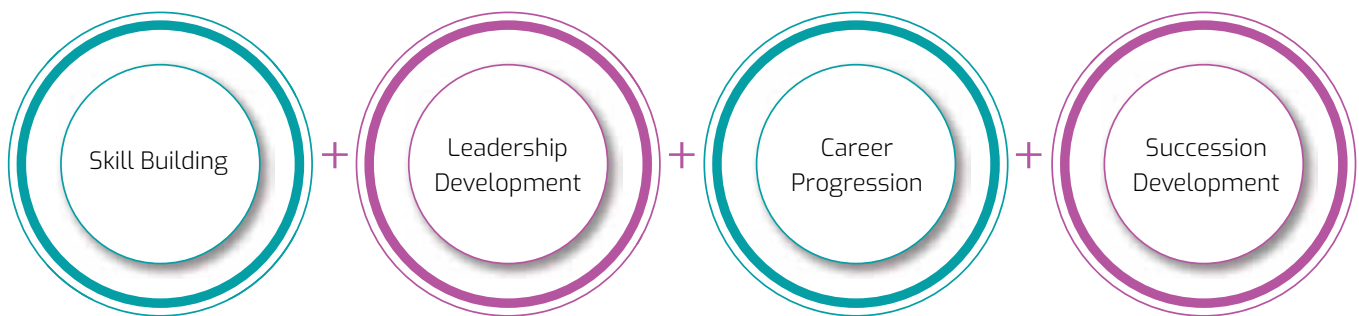 Skill Building
+
Leadership
Development
+
Career
Progression
+
Succession
Development